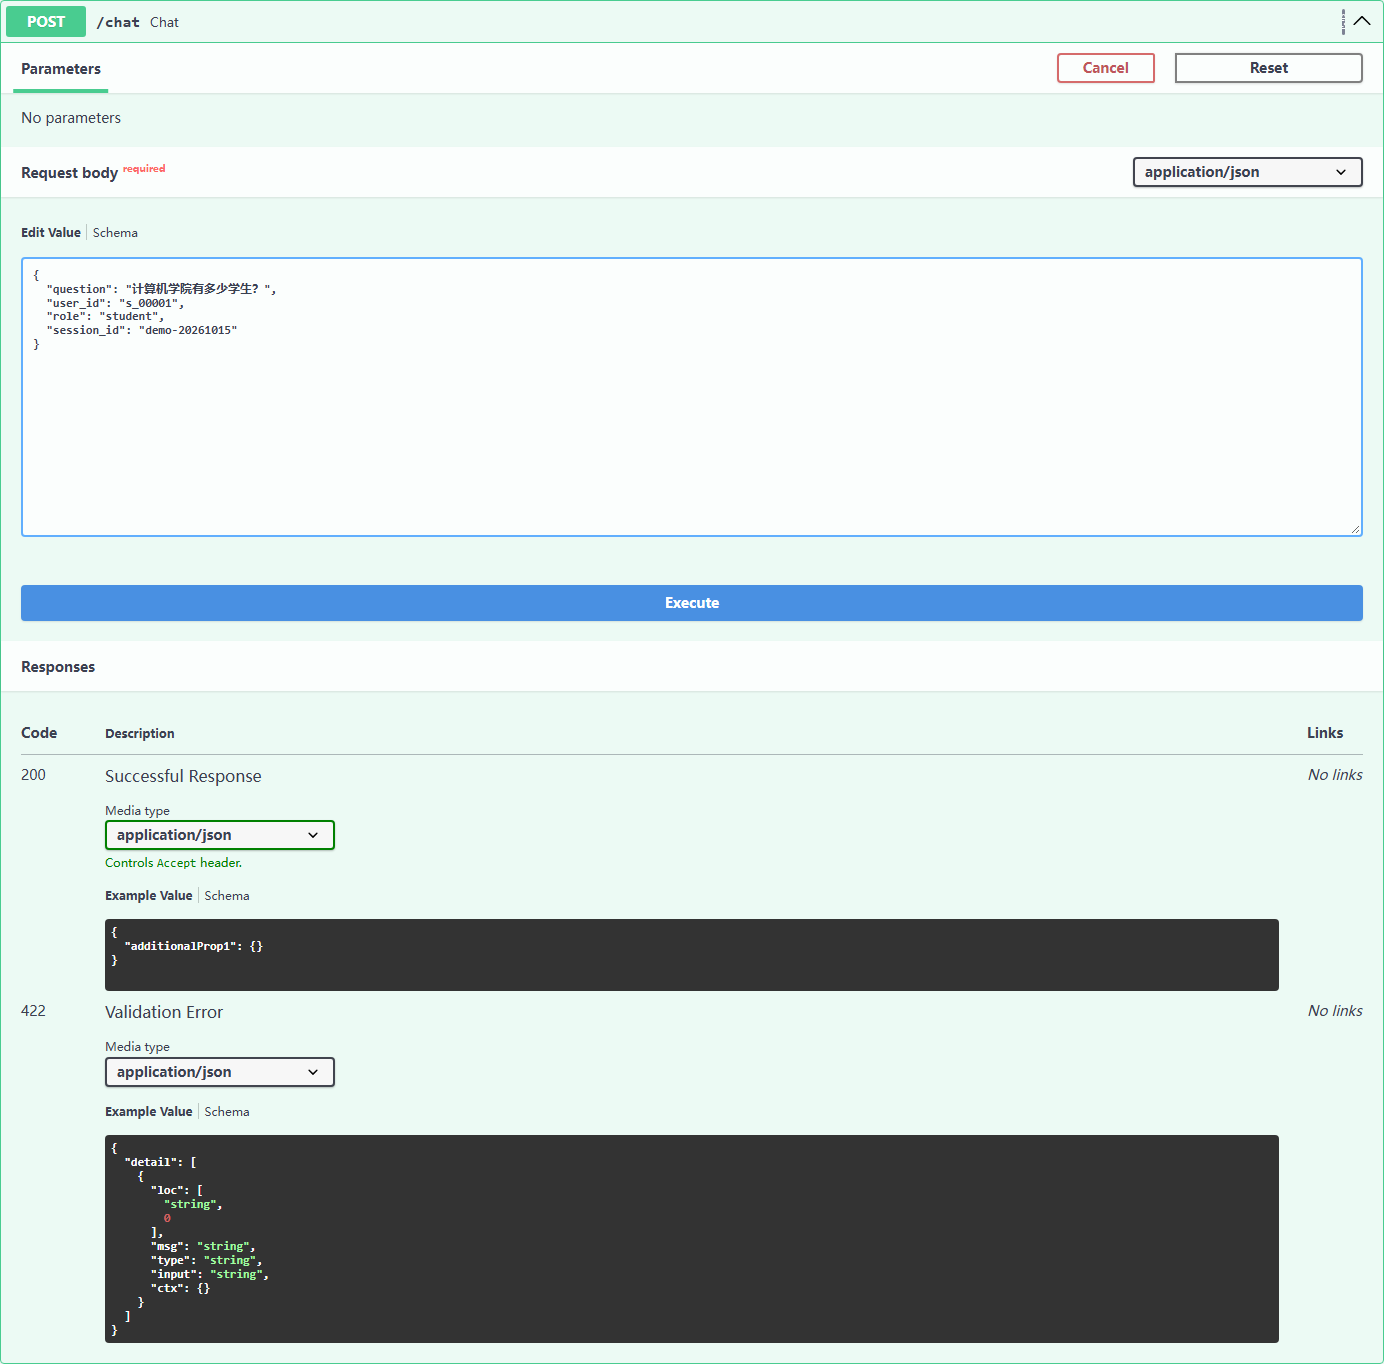 POST /chat Chat
Parameters Cancel Reset
No parameters
Request body required application/json
Edit Value Schema
{
  "question": "计算机学院有多少学生？",
  "user_id": "s_00001",
  "role": "student",
  "session_id": "demo-20261015"
}
Execute
Responses
Code Description Links
200 Successful Response No links
Media type
application/json
Controls Accept header.
Example Value Schema
{
  "additionalProp1": {}
}
422 Validation Error No links
Media type
application/json
Example Value Schema
{
  "detail": [
    {
      "loc": [
        "string",
        0
      ],
      "msg": "string",
      "type": "string",
      "input": "string",
      "ctx": {}
    }
  ]
}